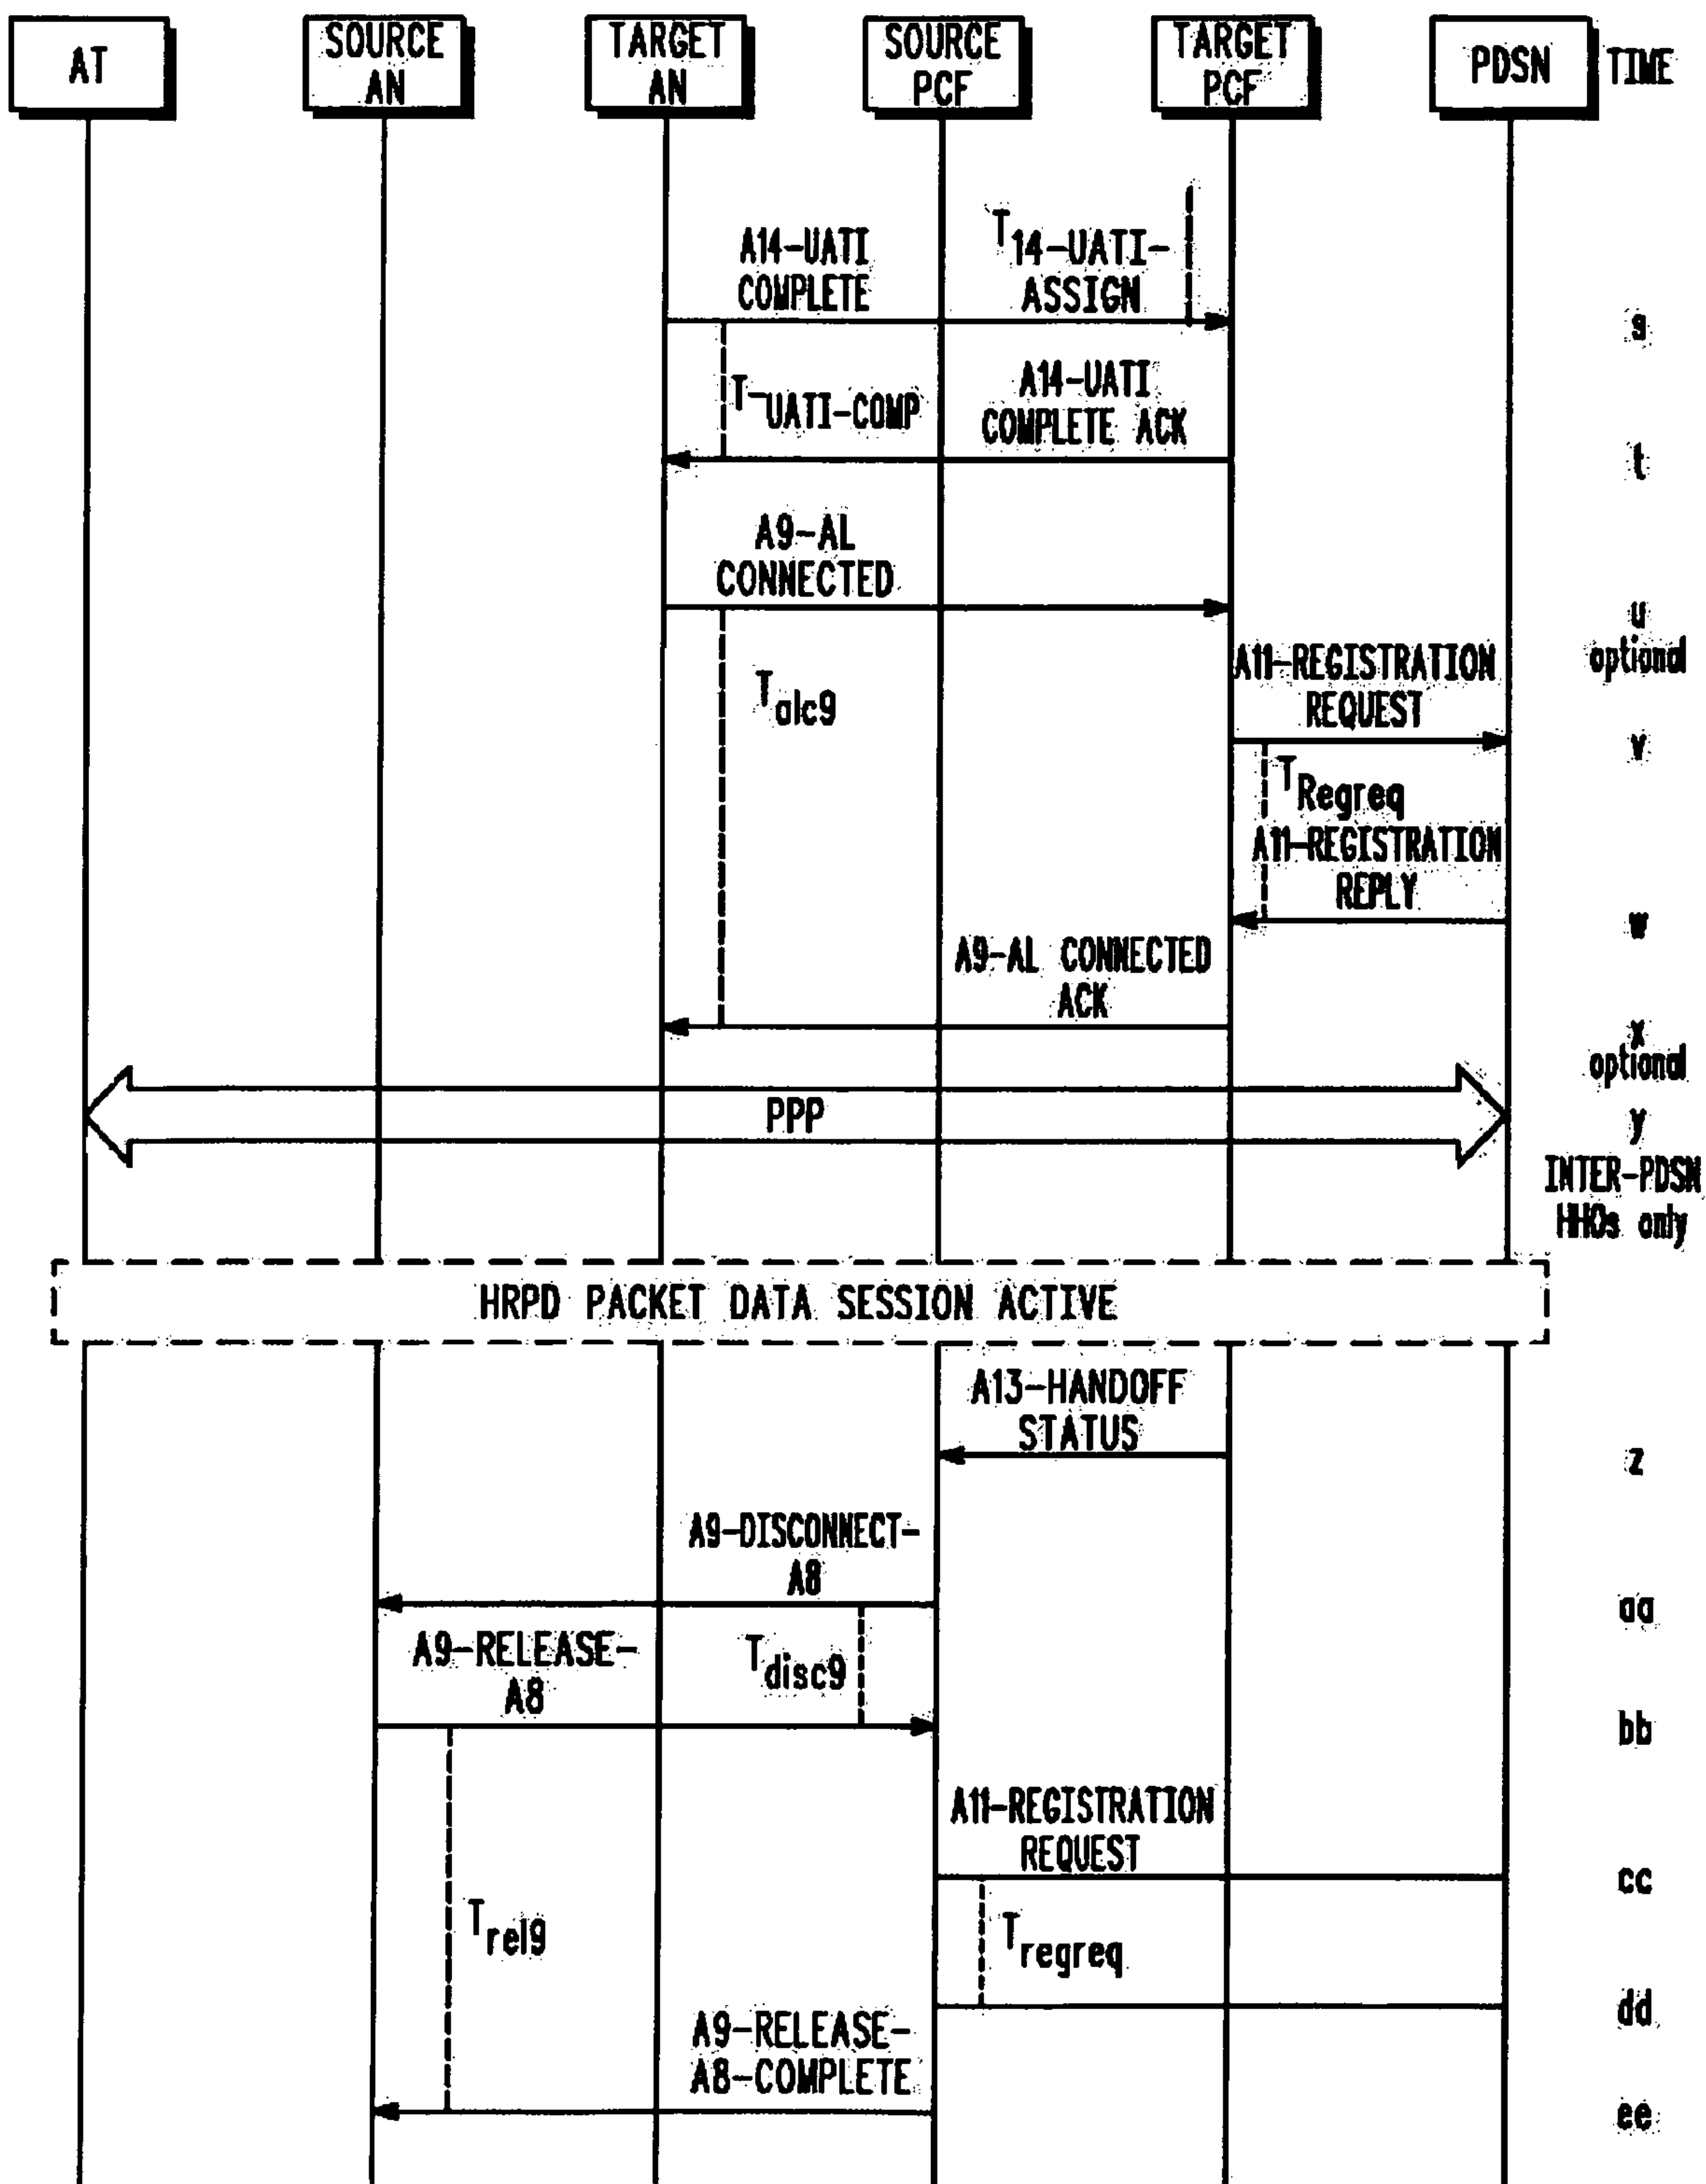 AT
SOURCE
AN
TARGET
AN
SOURCE
PCF
TARGET
PCF
PDSN
TIME
A14-UATI
COMPLETE
T14-UATI-
ASSIGN
s
T-UATI-COMP
A14-UATI
COMPLETE ACK
t
A9-AL
CONNECTED
u
optional
Talc9
A11-REGISTRATION
REQUEST
v
TRegreq
A11-REGISTRATION
REPLY
w
A9-AL CONNECTED
ACK
x
optional
PPP
y
INTER-PDSN
HHOs only
HRPD PACKET DATA SESSION ACTIVE
A13-HANDOFF
STATUS
z
A9-DISCONNECT-
A8
aa
A9-RELEASE-
A8
Tdisc9
bb
A11-REGISTRATION
REQUEST
cc
Trel9
Tregreq
dd
A9-RELEASE-
A8-COMPLETE
ee